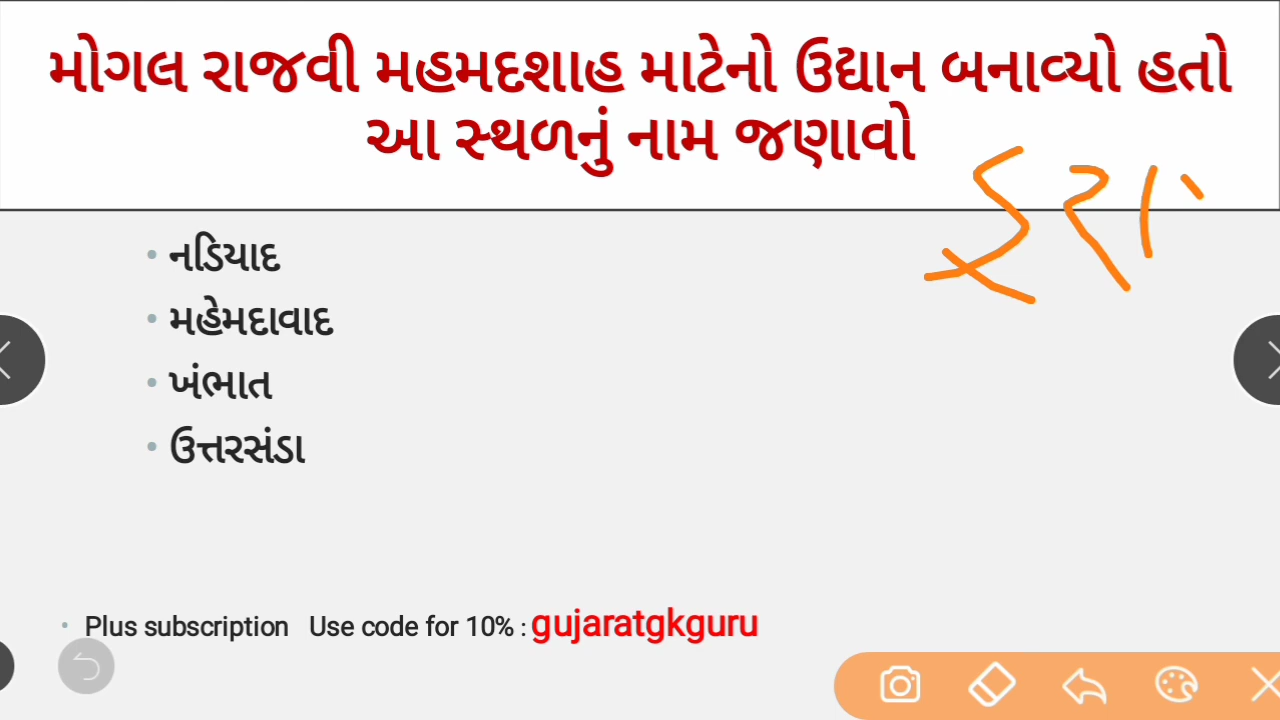 મોગલ રાજવી મહમદશાહ માટેનો ઉદ્યાન બનાવ્યો હતો
આ સ્થળનું નામ જણાવો
નડિયાદ
મહેમદાવાદ
ખંભાત
ઉત્તરસંડા
Plus subscription Use code for 10% : gujaratgkguru